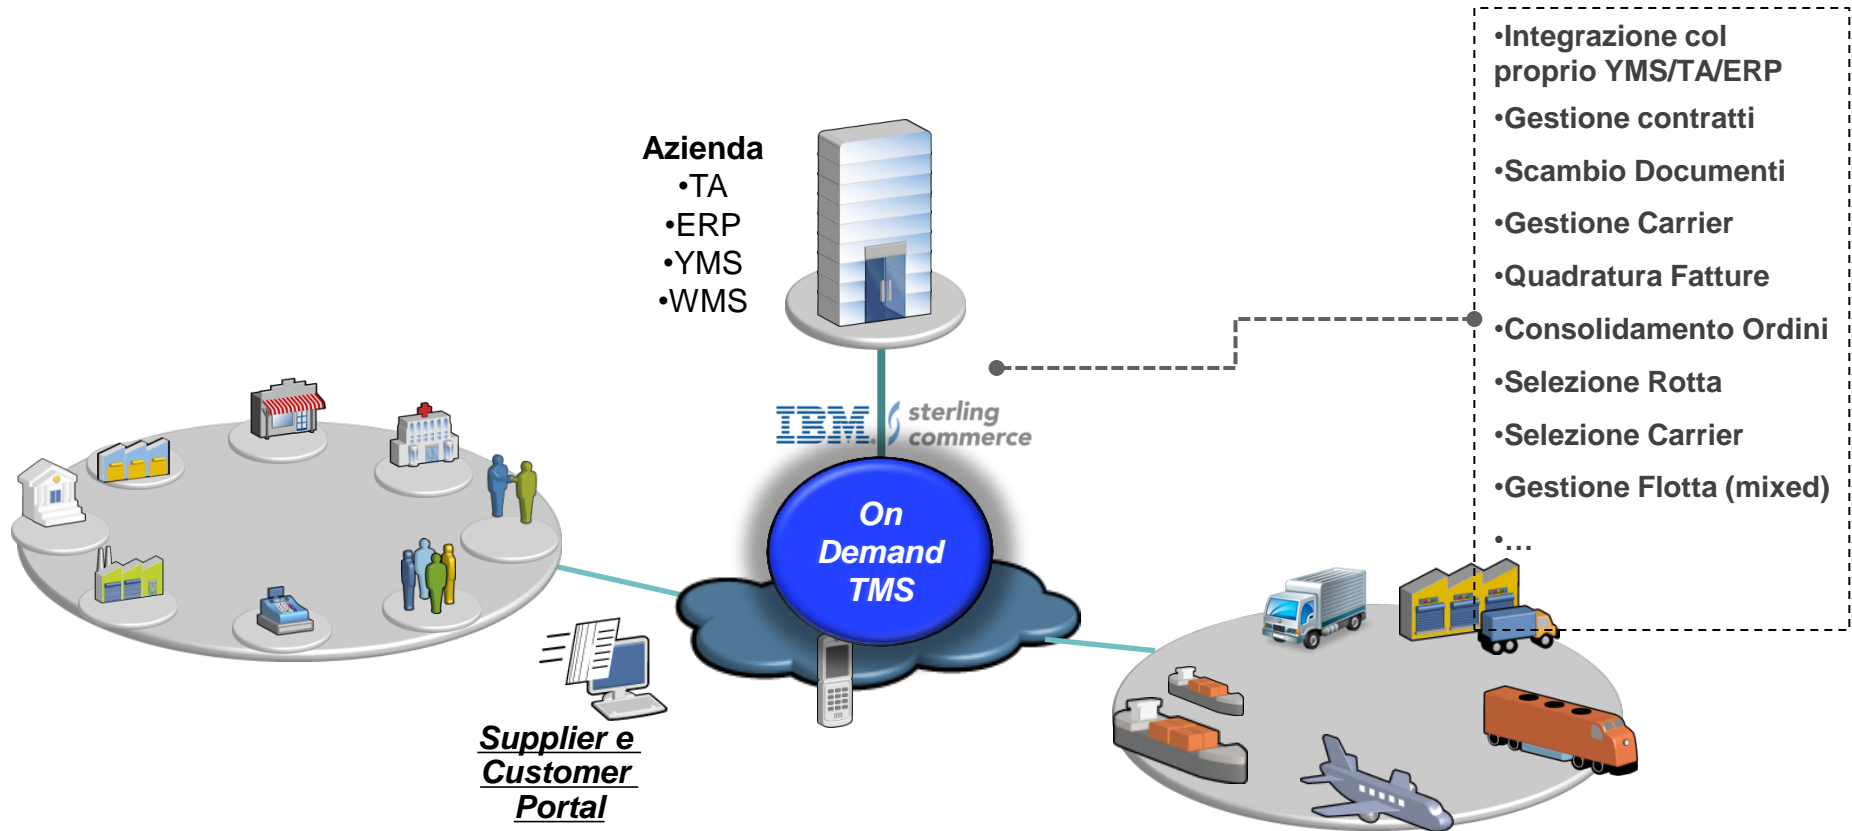 Azienda
•TA
•ERP
•YMS
•WMS
IBM. sterling
commerce
On
Demand
TMS
Supplier e
Customer
Portal
•Integrazione col
proprio YMS/TA/ERP
•Gestione contratti
•Scambio Documenti
•Gestione Carrier
•Quadratura Fatture
•Consolidamento Ordini
•Selezione Rotta
•Selezione Carrier
•Gestione Flotta (mixed)
•...